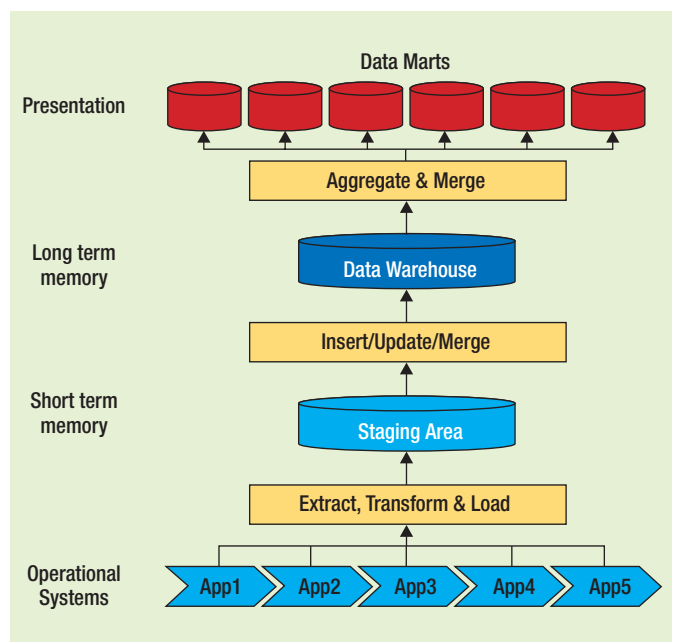 Data Marts
Presentation
Aggregate & Merge
Long term
memory
Data Warehouse
Insert/Update/Merge
Short term
memory
Staging Area
Extract, Transform & Load
Operational
Systems
App1
App2
App3
App4
App5